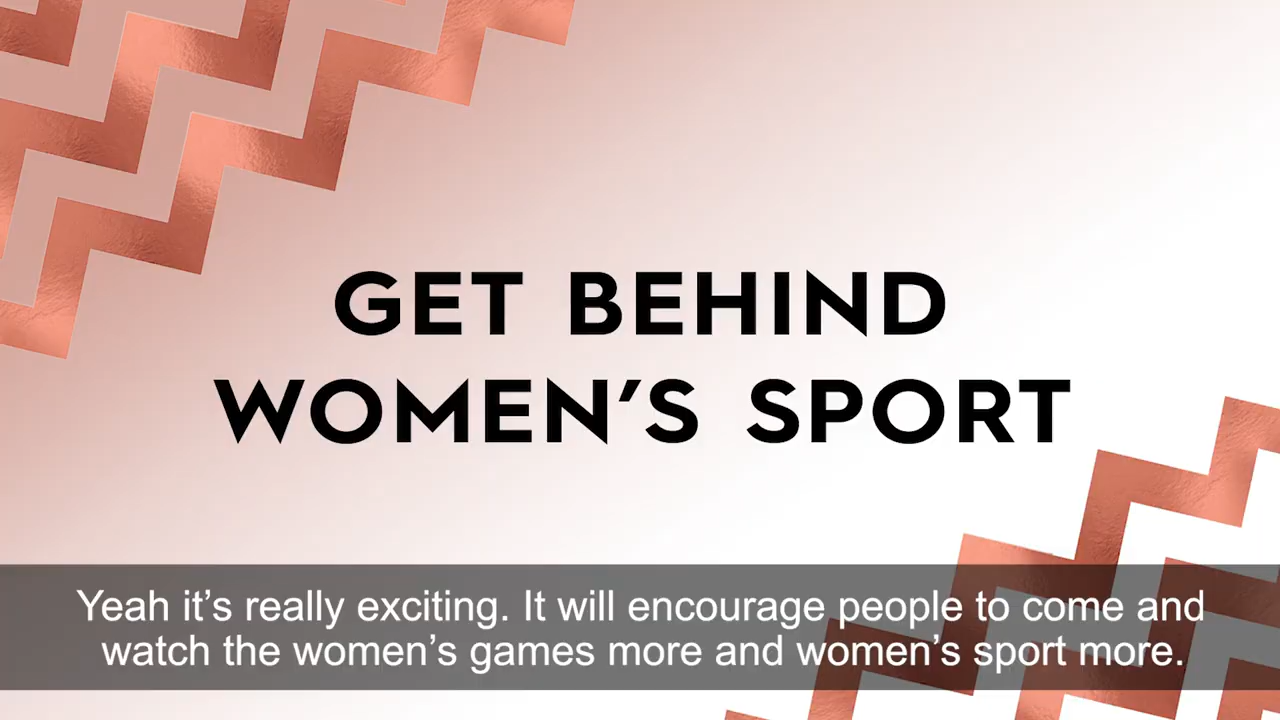 GET BEHIND
WOMEN’S SPORT
Yeah it’s really exciting. It will encourage people to come and
watch the women’s games more and women’s sport more.